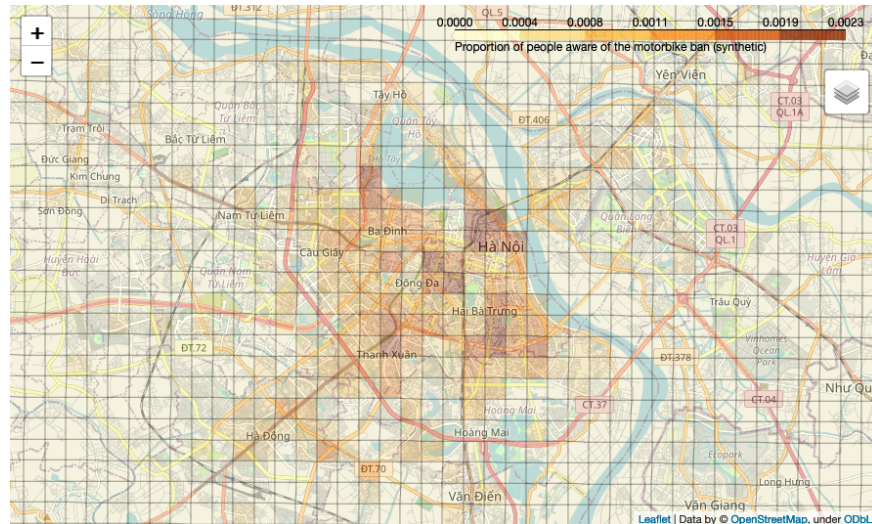 +
−
0.0000 0.0004 0.0008 0.0011 0.0015 0.0019 0.0023
Proportion of people aware of the motorbike ban (synthetic)
Sông Hồng
ĐT.312
QL.5
Yên Viên
Tây Hồ
CT.03
QL.1A
Quận Bắc
Từ Liêm
Quận Tây
Hồ
ĐT.406
Trạm Trôi
Bắc Từ Liêm
Đức Giang
Hồ Tây
Kim Chung
Di Trạch
Sơn Đồng
Nam Từ Liêm
Quận Long
Biên
Ba Đình
CT.03
QL.1
Hà Nội
Cầu Giấy
Huyện Hoài
Đức
Huyện Gia
Lâm
Quận Nam
Từ Liêm
Đống Đa
Trâu Quỳ
Hai Bà Trưng
Vinhomes
Ocean
Park
ĐT.72
Thanh Xuân
ĐT.378
Như Qu
CT.37
CT.04
Hoàng Mai
Hà Đông
Hoàng Mai
Ecopark
ĐT.70
Long Hưng
Văn Điển
Văn Giang
Leaflet | Data by © OpenStreetMap, under ODbL